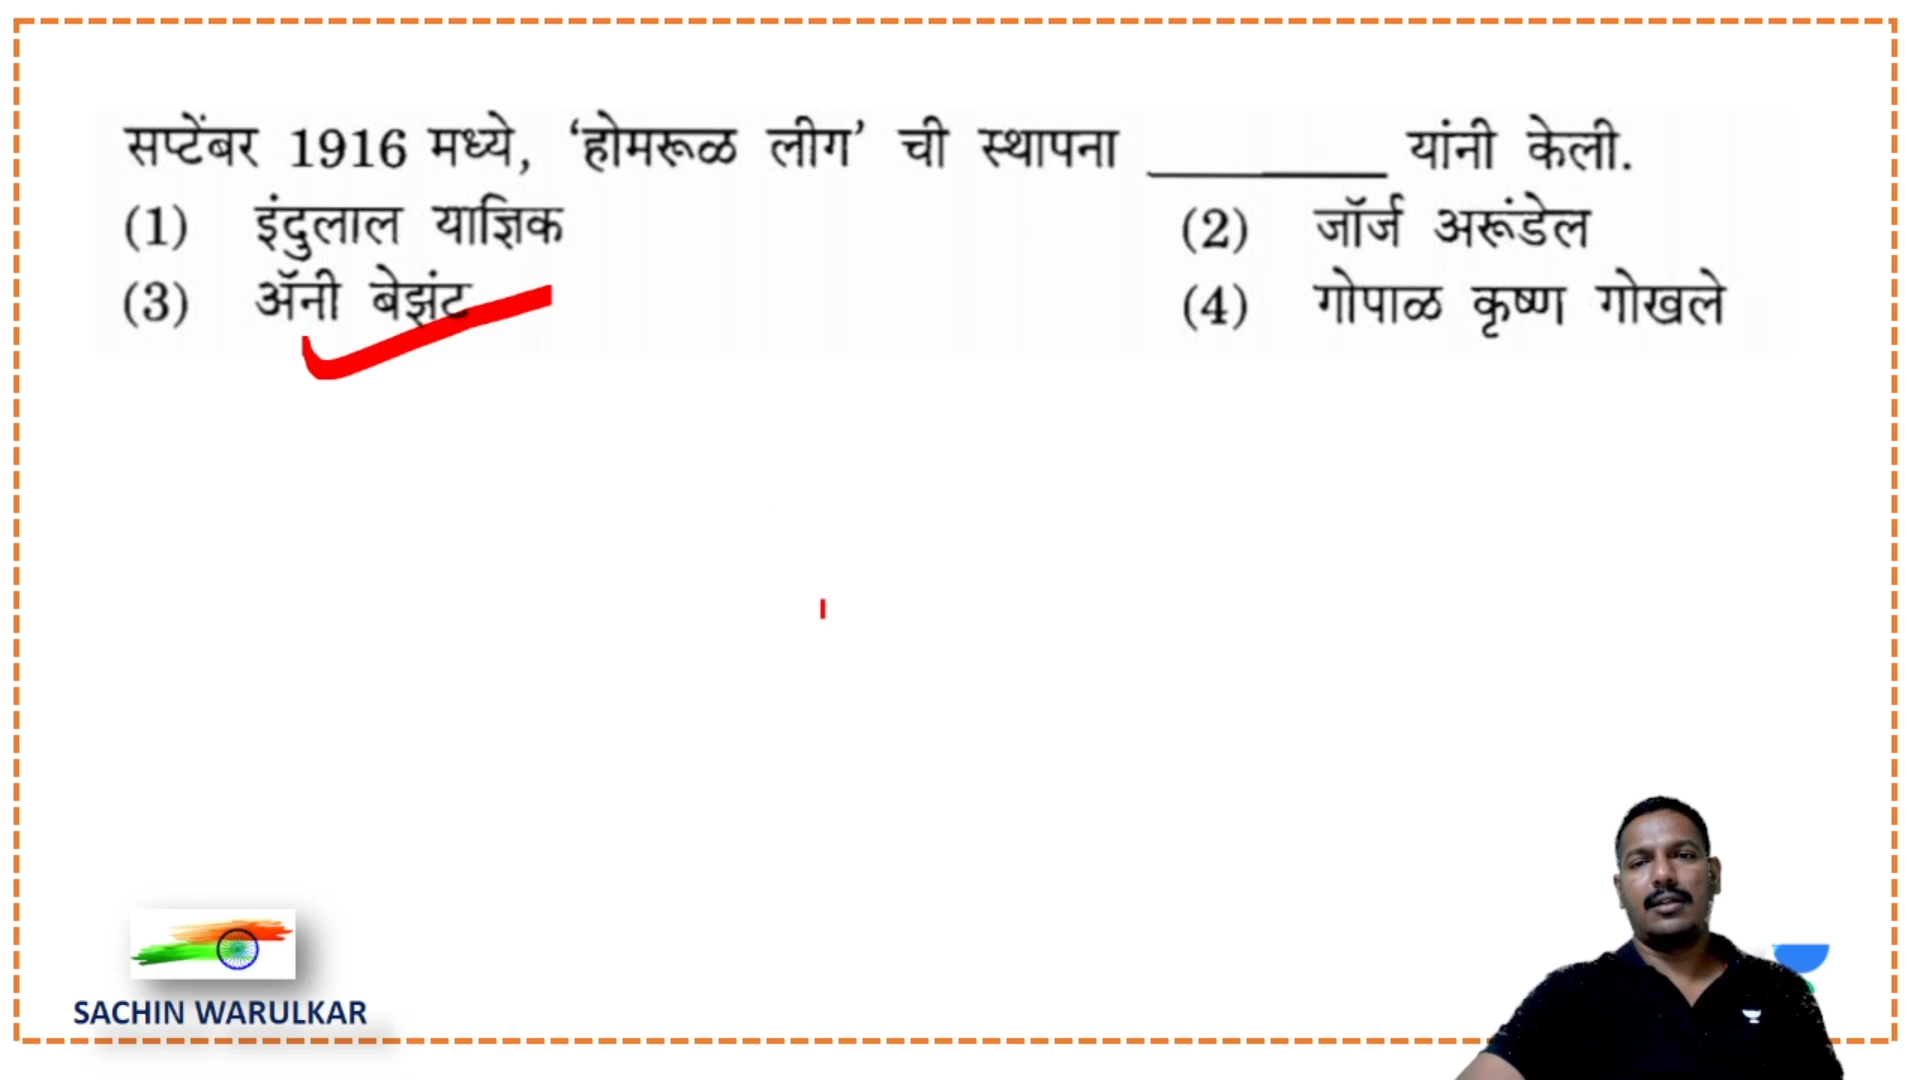 सप्टेंबर 1916 मध्ये, ‘होमरूळ लीग’ ची स्थापना ________ यांनी केली.
(1) इंदुलाल याज्ञिक (2) जॉर्ज अरूंडेल
(3) ॲनी बेझंट (4) गोपाळ कृष्ण गोखले
SACHIN WARULKAR